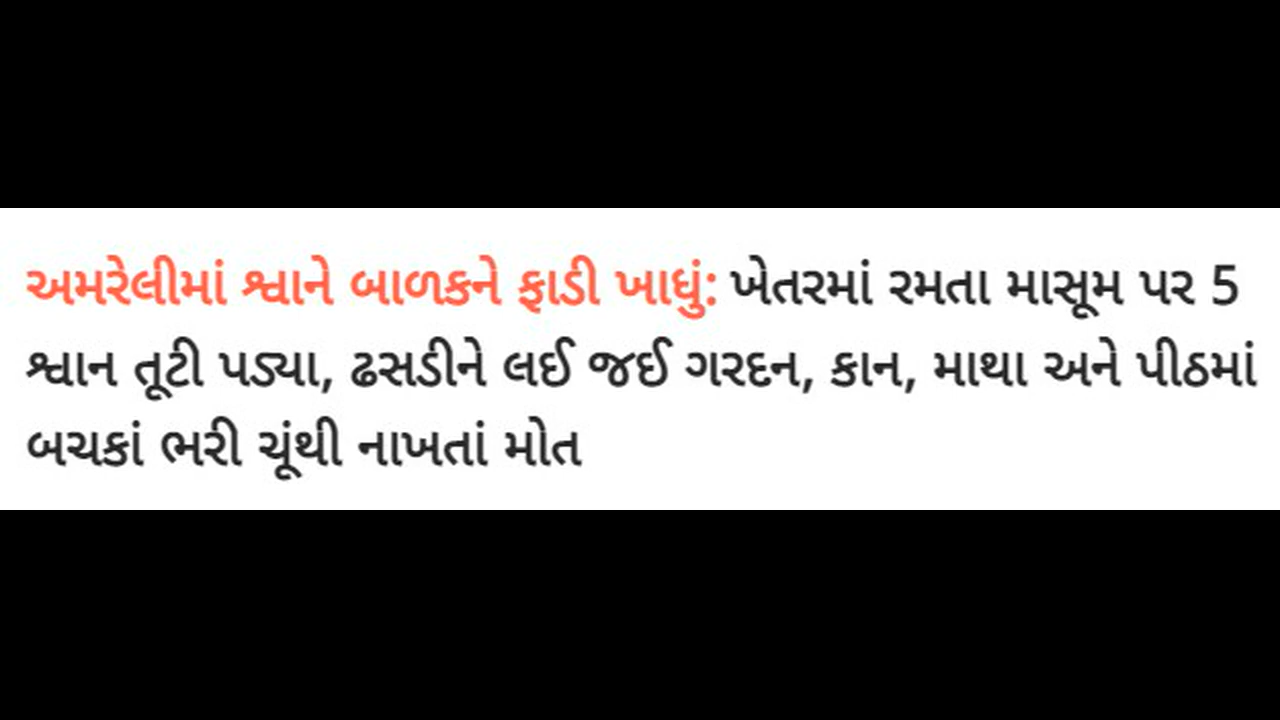 અમરેલીમાં શ્વાને બાળકને ફાડી ખાધું: ખેતરમાં રમતા માસૂમ પર 5
શ્વાન તૂટી પડ્યા, ઢસડીને લઈ જઈ ગરદન, કાન, માથા અને પીઠમાં
બચકાં ભરી ચૂંથી નાખતાં મોત